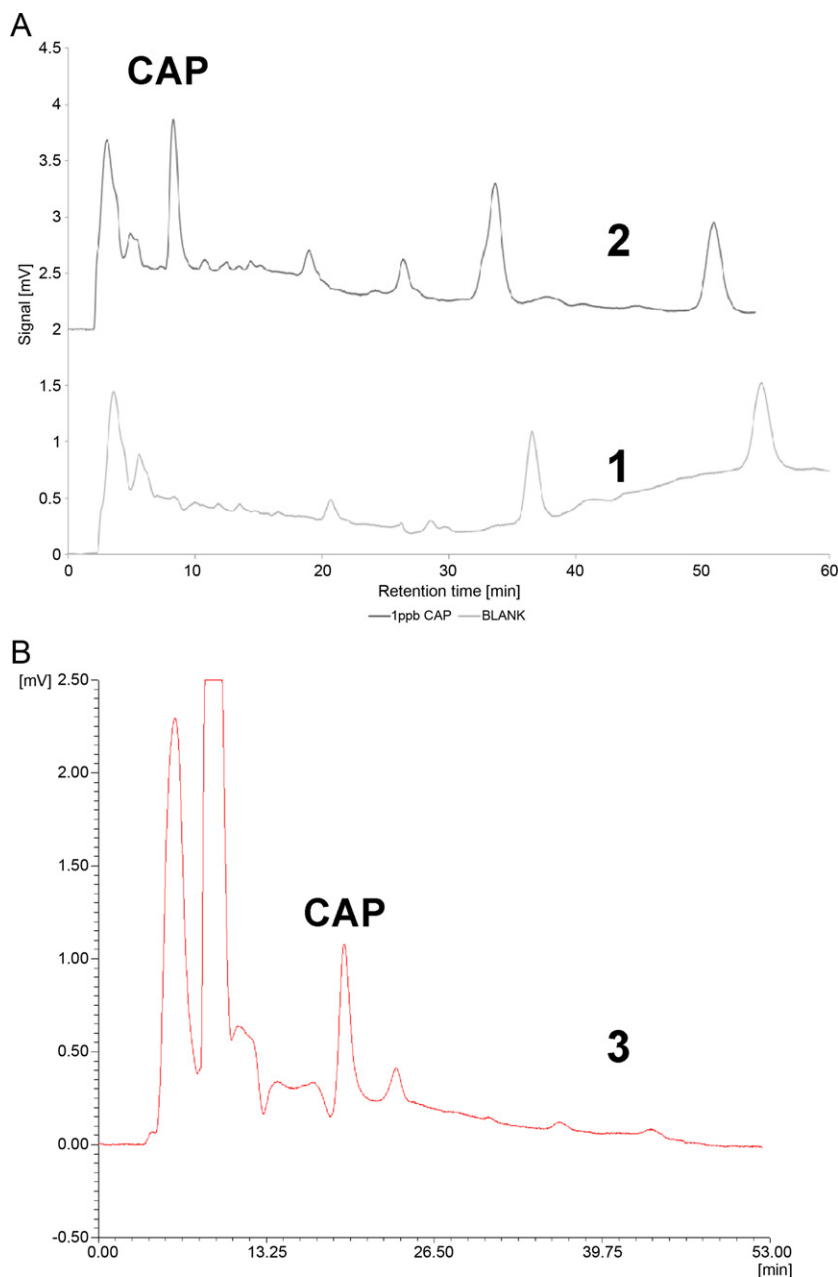 A
CAP
4.5
4
3.5
3
2.5
2
1.5
1
0.5
0
Signal [mV]
2
1
0 10 20 30 40 50 60
Retention time [min]
1ppb CAP BLANK
B
[mV]
2.50
2.00
1.50
1.00
0.50
0.00
-0.50
CAP
3
0.00 13.25 26.50 39.75 53.00
[min]